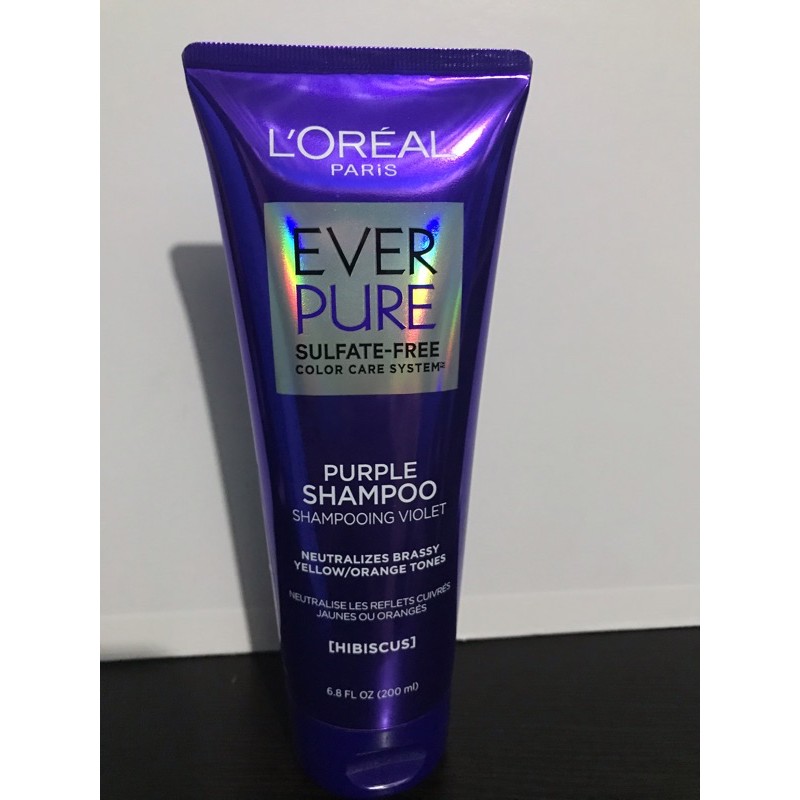 L'ORÉAL
PARIS
EVER
PURE
SULFATE-FREE
COLOR CARE SYSTEM™
PURPLE
SHAMPOO
SHAMPOOING VIOLET
NEUTRALIZES BRASSY
YELLOW/ORANGE TONES
NEUTRALISE LES REFLETS CUIVRÉS
JAUNES OU ORANGÉS
[HIBISCUS]
6.8 FL OZ (200 ml)